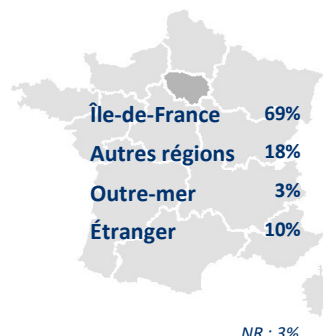 Île-de-France 69%
Autres régions 18%
Outre-mer 3%
Étranger 10%
NR : 3%